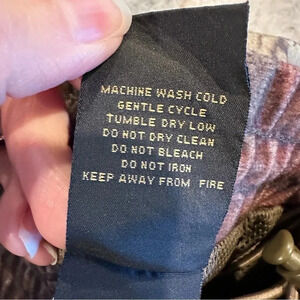 MACHINE WASH COLD
GENTLE CYCLE
TUMBLE DRY LOW
DO NOT DRY CLEAN
DO NOT BLEACH
DO NOT IRON
KEEP AWAY FROM FIRE